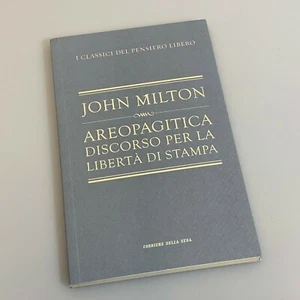 I CLASSICI DEL PENSIERO LIBERO
JOHN MILTON
AREOPAGITICA
DISCORSO PER LA
LIBERTÀ DI STAMPA
CORRIERE DELLA SERA